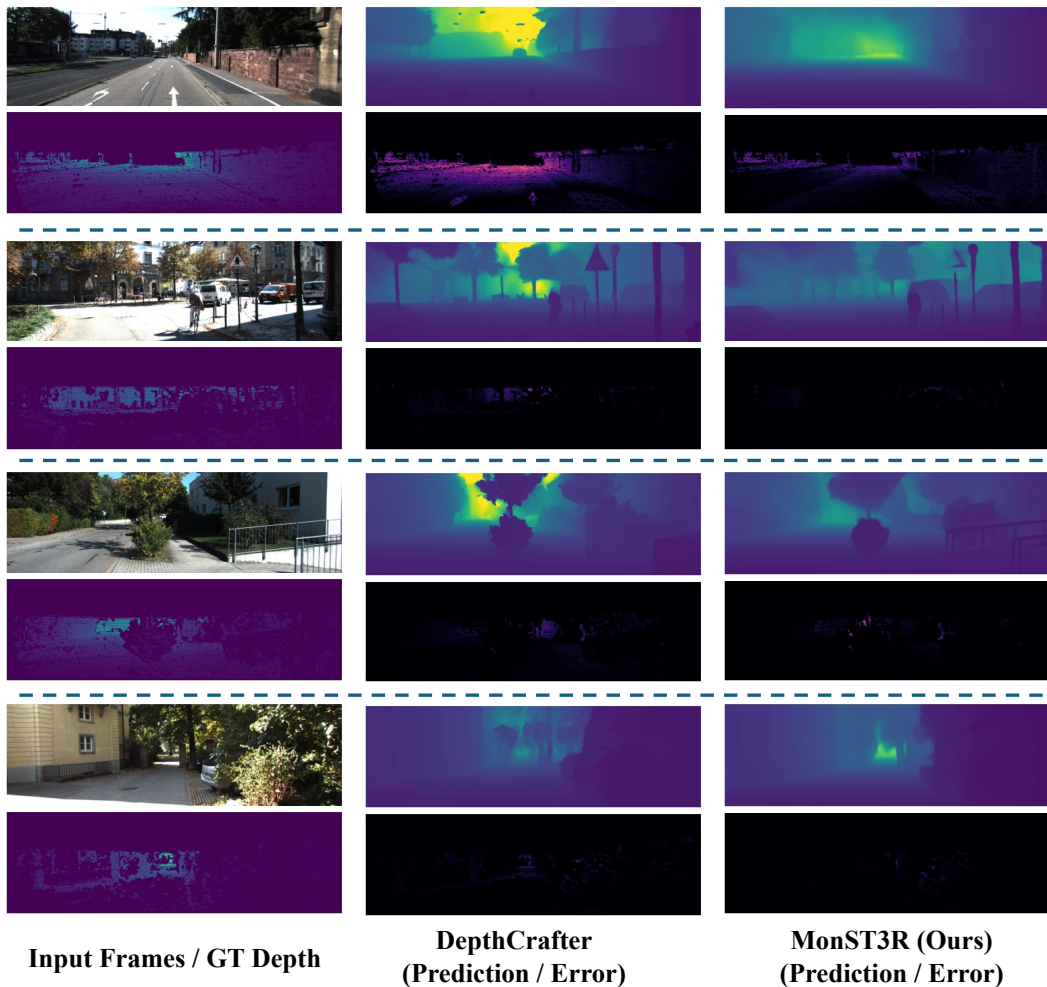 Input Frames / GT Depth
DepthCrafter
(Prediction / Error)
MonST3R (Ours)
(Prediction / Error)